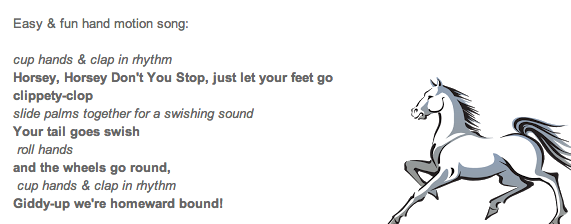 Easy & fun hand motion song:
cup hands & clap in rhythm
Horsey, Horsey Don't You Stop, just let your feet go
clippety-clop
slide palms together for a swishing sound
Your tail goes swish
roll hands
and the wheels go round,
cup hands & clap in rhythm
Giddy-up we're homeward bound!